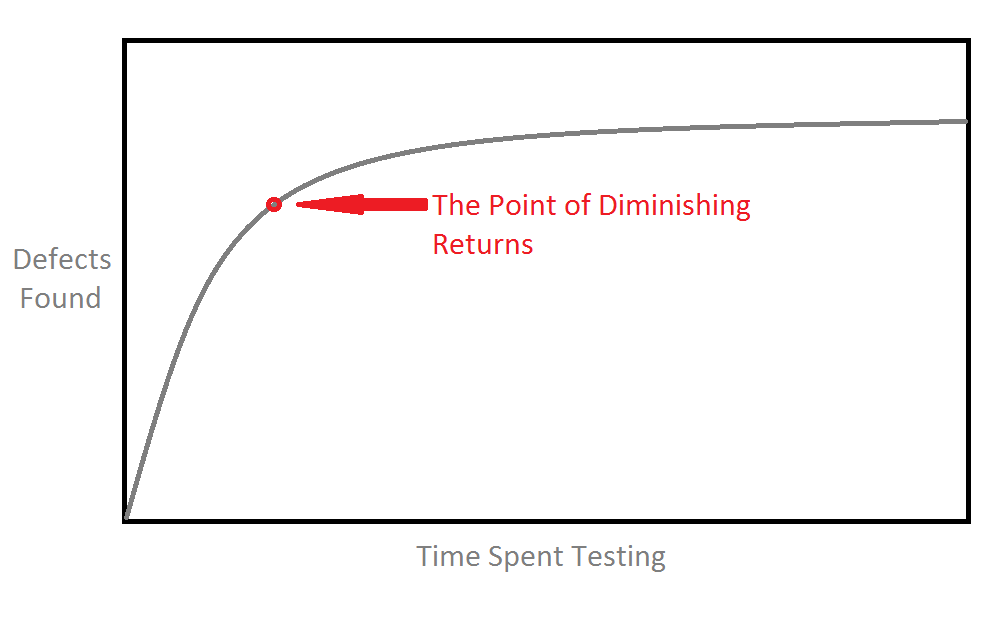 The Point of Diminishing
Returns
Defects
Found
Time Spent Testing